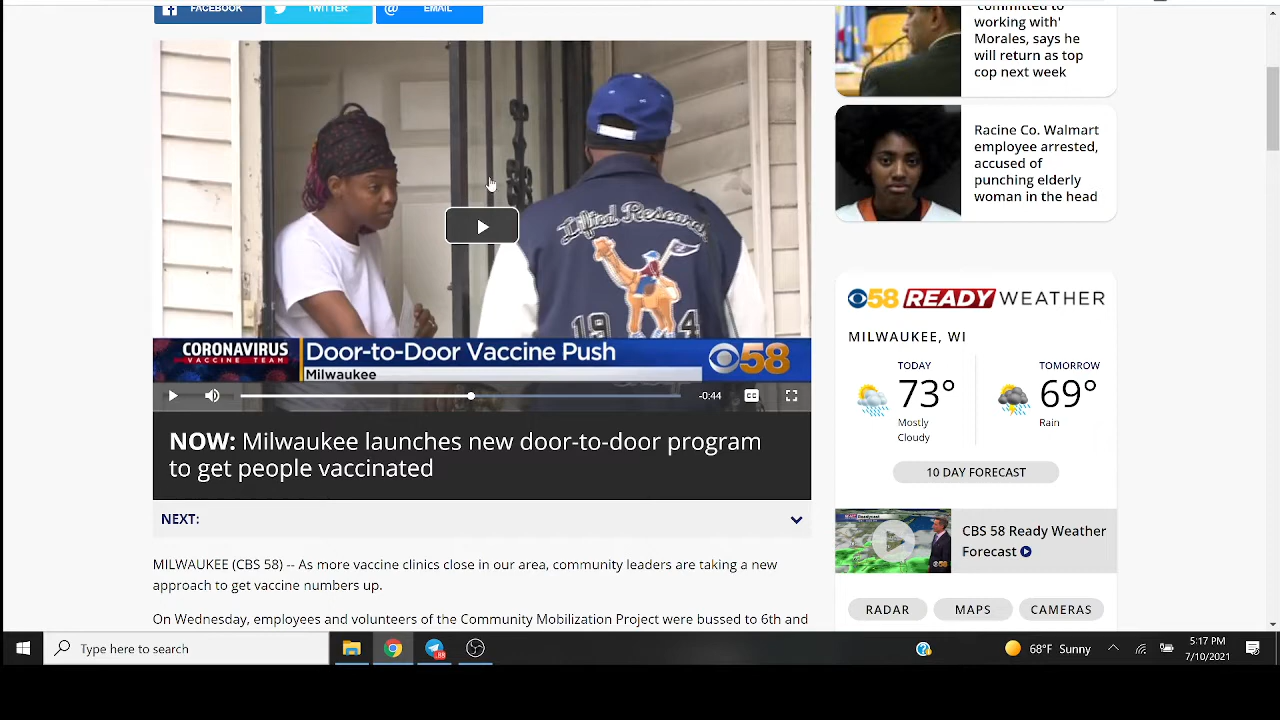 FACEBOOK
TWITTER
@ EMAIL
Lifted Research
19 4
CORONAVIRUS
VACCINE TEAM
Door-to-Door Vaccine Push
Milwaukee
58
-0:44
CC
NOW: Milwaukee launches new door-to-door program
to get people vaccinated
NEXT:
MILWAUKEE (CBS 58) -- As more vaccine clinics close in our area, community leaders are taking a new
approach to get vaccine numbers up.
On Wednesday, employees and volunteers of the Community Mobilization Project were bussed to 6th and
'committed to
working with'
Morales, says he
will return as top
cop next week
Racine Co. Walmart
employee arrested,
accused of
punching elderly
woman in the head
58 READY WEATHER
MILWAUKEE, WI
TODAY
73°
Mostly
Cloudy
TOMORROW
69°
Rain
10 DAY FORECAST
CBS 58 Ready Weather
Forecast
RADAR
MAPS
CAMERAS
Type here to search
68°F Sunny
5:17 PM
7/10/2021